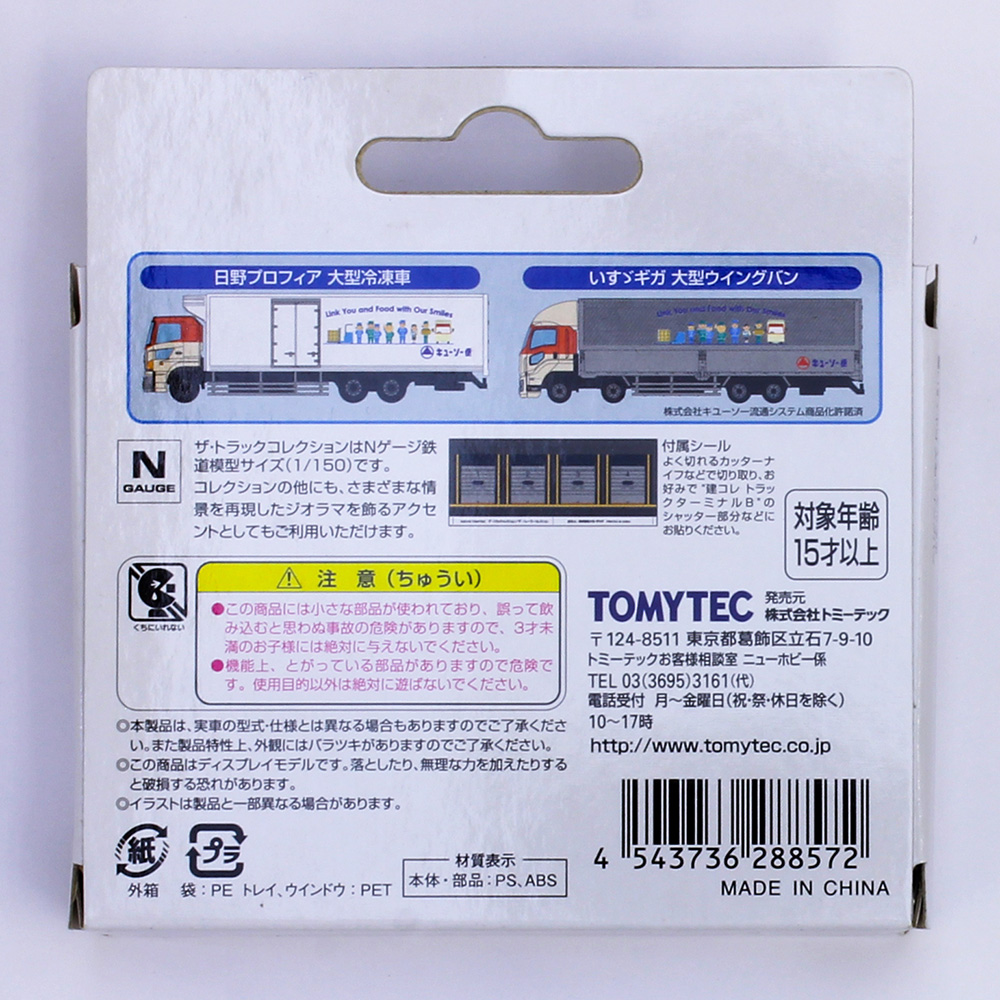 日野プロフィア 大型冷凍車
いすゞギガ 大型ウイングバン
Link You and Food with Our Smiles
キユーソー便
Link You and Food with Our Smiles
キユーソー便
株式会社キユーソー流通システム商品化許諾済
N
GAUGE
ザ・トラックコレクションはNゲージ鉄
道模型サイズ(1/150)です。
コレクションの他にも、さまざまな情
景を再現したジオラマを飾るアクセ
ントとしてもご利用いただけます。
付属シール
よく切れるカッターナ
イフなどで切り取り、お
好みで“建コレ トラッ
クターミナルB”の
シャッター部分などに
お貼りください。
対象年齢
15才以上
くちにいれない
注 意(ちゅうい)
●この商品には小さな部品が使われており、誤って飲
み込むと思わぬ事故の危険がありますので、3才未
満のお子様には絶対に与えないでください。
●機能上、とがっている部品がありますので危険で
す。使用目的以外は絶対に遊ばないでください。
TOMYTEC 発売元
株式会社トミーテック
〒124-8511 東京都葛飾区立石7-9-10
トミーテックお客様相談室 ニューホビー係
TEL 03(3695)3161(代)
電話受付 月〜金曜日(祝・祭・休日を除く)
10〜17時
http://www.tomytec.co.jp
◎本製品は、実車の型式・仕様とは異なる場合もありますのでご了承くださ
い。また製品特性上、外観にはバラツキがありますのでご了承ください。
◎この商品はディスプレイモデルです。落としたり、無理な力を加えたりする
と破損する恐れがあります。
◎イラストは製品と一部異なる場合があります。
紙
外箱
プラ
袋:PE トレイ、ウインドウ:PET
材質表示
本体・部品:PS、ABS
4 543736 288572
MADE IN CHINA